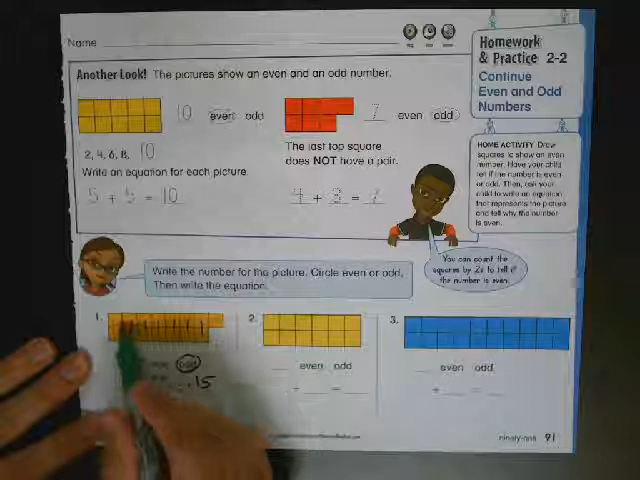 Name
Homework
& Practice 2-2
Continue
Even and Odd
Numbers
Another Look! The pictures show an even and an odd number.
10 even odd
7 even odd
2, 4, 6, 8, 10
The last top square
does NOT have a pair.
Write an equation for each picture.
5 + 5 = 10
4 + 3 = 7
HOME ACTIVITY Draw
squares to show an even
number. Have your child
tell if the number is even
or odd. Then, ask your
child to write an equation
that represents the picture
and tell why the number
is even.
You can count the
squares by 2s to tell if
the number is even.
Write the number for the picture. Circle even or odd.
Then write the equation.
1.
odd
15
2.
even odd
+ =
3.
even odd
+ =
ninety-one 91